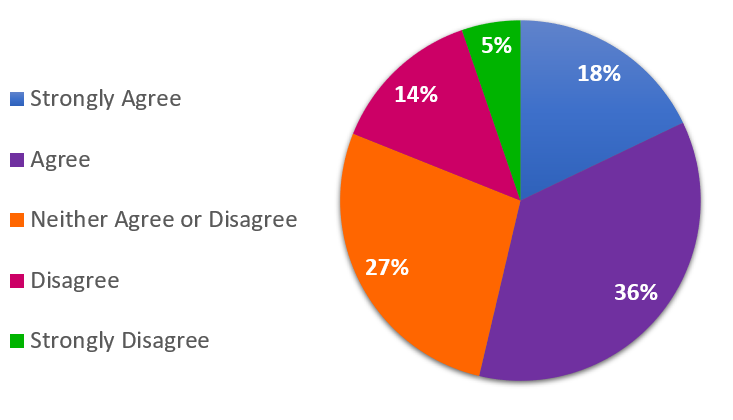 Strongly Agree
Agree
Neither Agree or Disagree
Disagree
Strongly Disagree
5%
18%
14%
27%
36%